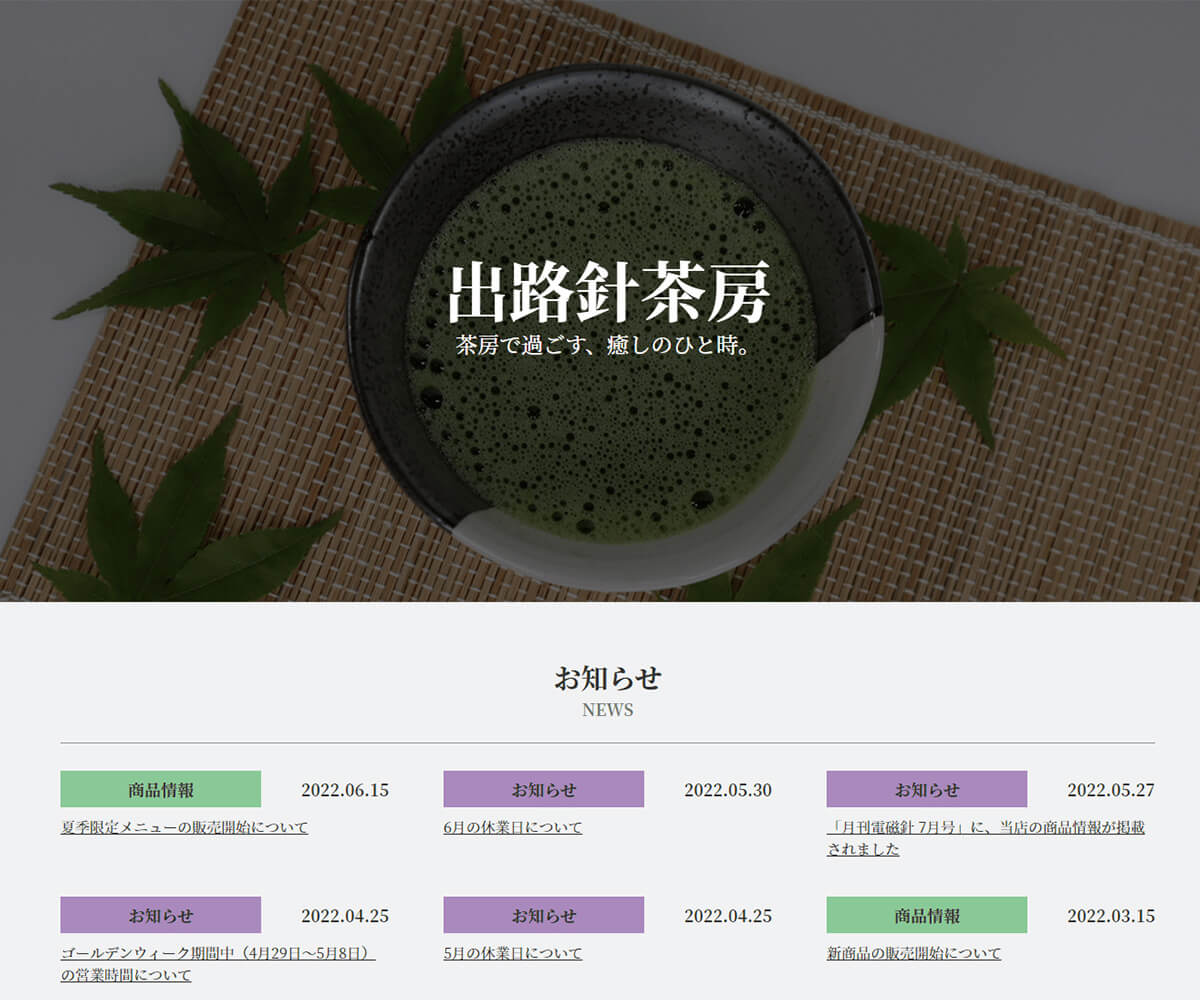 出路針茶房
茶房で過ごす、癒しのひと時。
お知らせ
NEWS
商品情報 2022.06.15
夏季限定メニューの販売開始について
お知らせ 2022.05.30
6月の休業日について
お知らせ 2022.05.27
「月刊電磁針 7月号」に、当店の商品情報が掲載
されました
お知らせ 2022.04.25
ゴールデンウィーク期間中（4月29日〜5月8日）
の営業時間について
お知らせ 2022.04.25
5月の休業日について
商品情報 2022.03.15
新商品の販売開始について